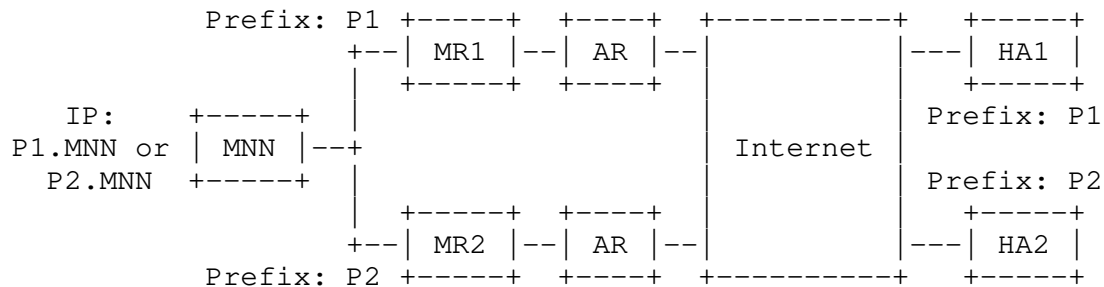 Prefix: P1 +-----+  +----+  +----------+   +-----+
           +--| MR1 |--| AR |--|          |---| HA1 |
           |  +-----+  +----+  |          |   +-----+
   IP:    +-----+  |                   |          | Prefix: P1
P1.MNN or | MNN |--+                   | Internet |
  P2.MNN  +-----+  |                   |          | Prefix: P2
           |  +-----+  +----+  |          |   +-----+
           +--| MR2 |--| AR |--|          |---| HA2 |
Prefix: P2 +-----+  +----+  +----------+   +-----+